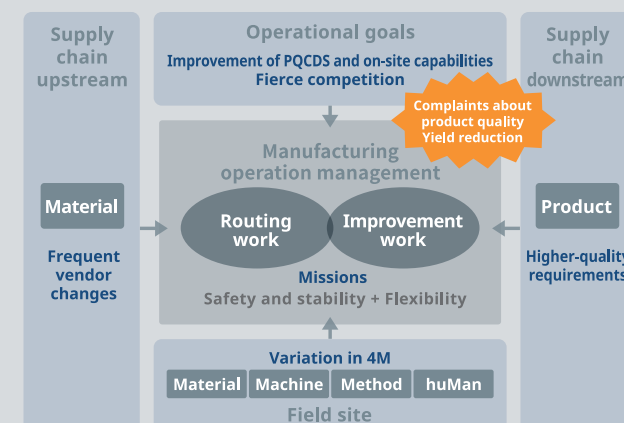 Supply
chain
upstream
Material
Frequent
vendor
changes
Operational goals
Improvement of PQCDS and on-site capabilities
Fierce competition
Complaints about
product quality
Yield reduction
Manufacturing
operation management
Routing
work
Improvement
work
Missions
Safety and stability + Flexibility
Variation in 4M
Material
Machine
Method
huMan
Field site
Supply
chain
downstream
Product
Higher-quality
requirements